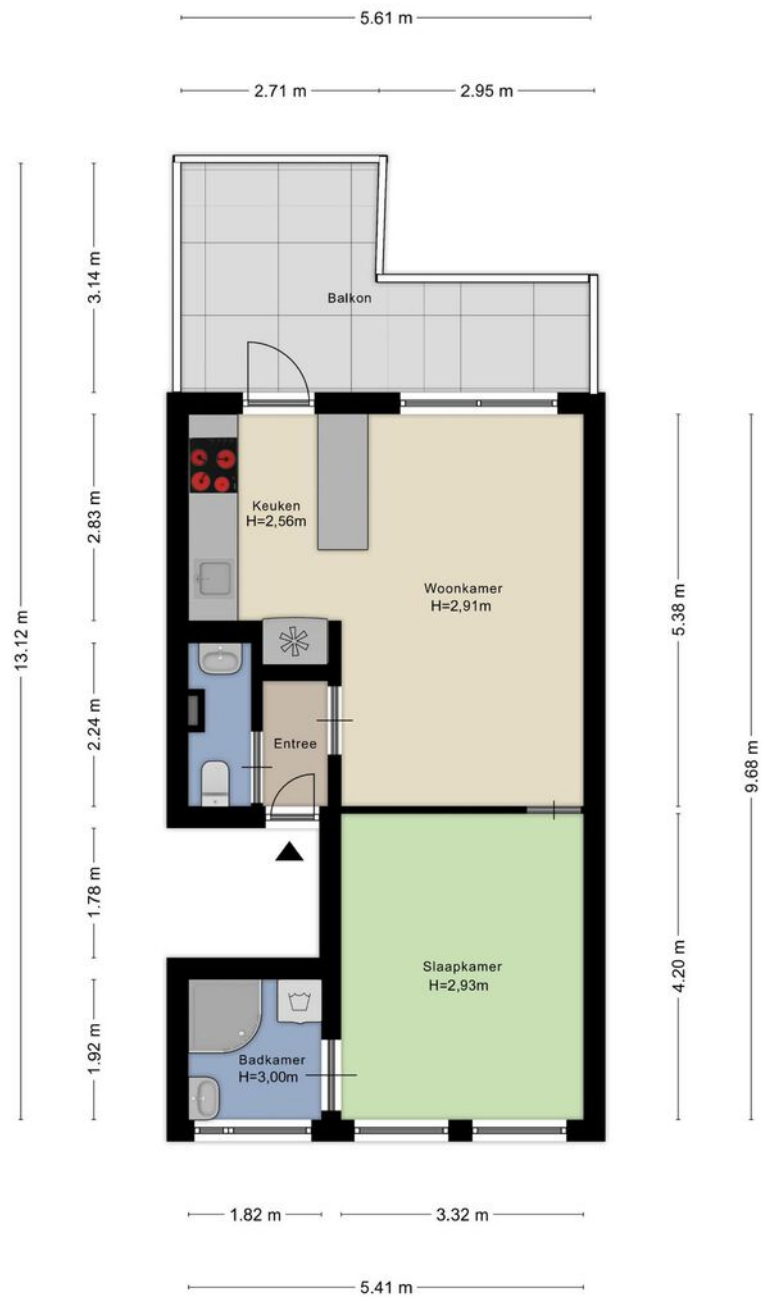 5.61 m
2.71 m
2.95 m
3.14 m
Balkon
2.83 m
Keuken
H=2,56m
Woonkamer
H=2,91m
5.38 m
13.12 m
2.24 m
Entree
9.68 m
1.78 m
Slaapkamer
H=2,93m
4.20 m
1.92 m
Badkamer
H=3,00m
1.82 m
3.32 m
5.41 m